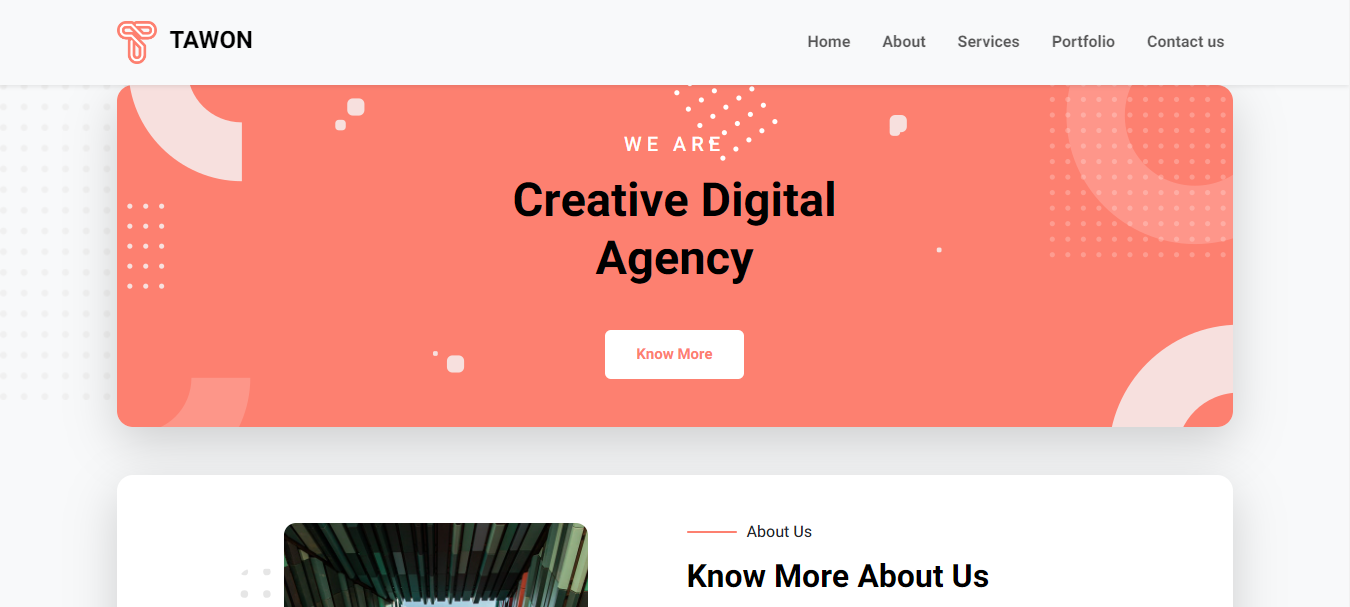 TAWON
Home About Services Portfolio Contact us
WE ARE
Creative Digital
Agency
Know More
About Us
Know More About Us